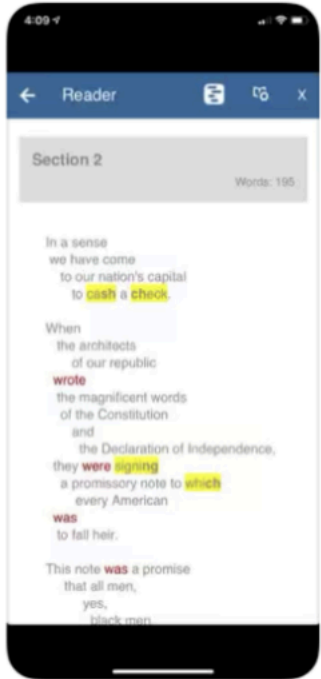 4:09
Reader
X
Section 2
Words: 195
In a sense
we have come
to our nation's capital
to cash a check.
When
the architects
of our republic
wrote
the magnificent words
of the Constitution
and
the Declaration of Independence,
they were signing
a promissory note to which
every American
was
to fall heir.
This note was a promise
that all men,
yes,
black men